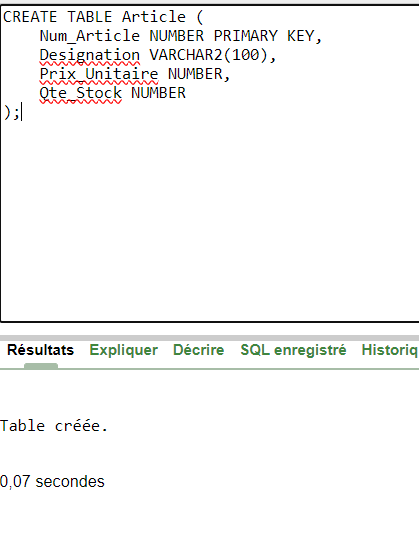 CREATE TABLE Article (
    Num_Article NUMBER PRIMARY KEY,
    Designation VARCHAR2(100),
    Prix_Unitaire NUMBER,
    Qte_Stock NUMBER
);
Résultats Expliquer Décrire SQL enregistré Historiq
Table créée.
0,07 secondes